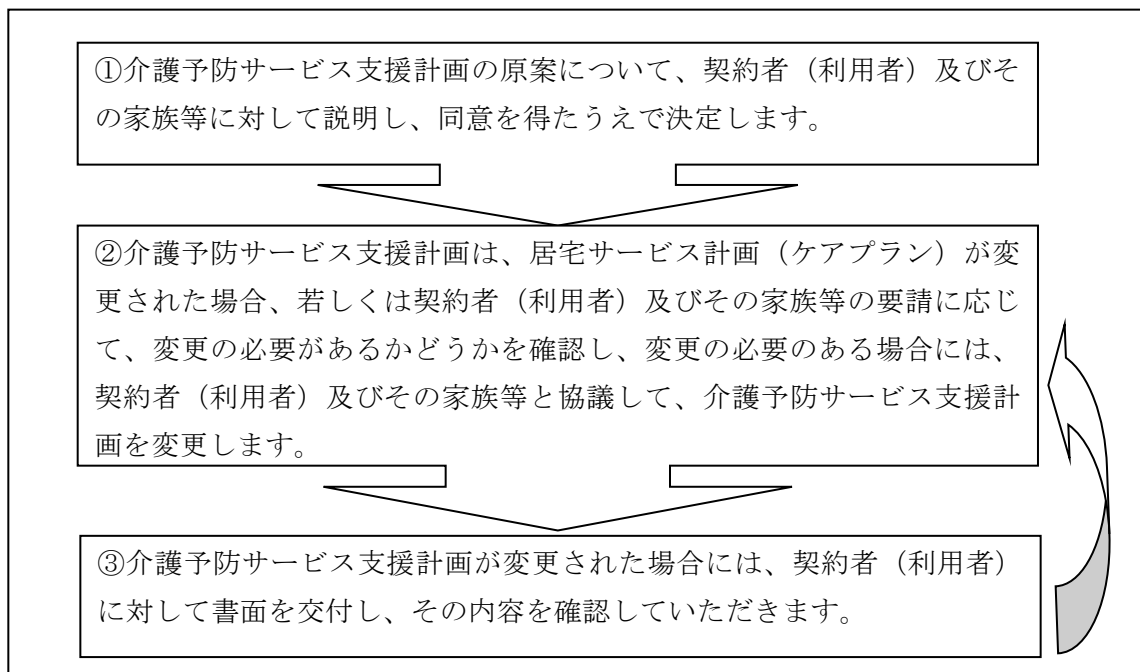 ①介護予防サービス支援計画の原案について、契約者（利用者）及びそ
の家族等に対して説明し、同意を得たうえで決定します。
②介護予防サービス支援計画は、居宅サービス計画（ケアプラン）が変
更された場合、若しくは契約者（利用者）及びその家族等の要請に応じ
て、変更の必要があるかどうかを確認し、変更の必要のある場合には、
契約者（利用者）及びその家族等と協議して、介護予防サービス支援計
画を変更します。
③介護予防サービス支援計画が変更された場合には、契約者（利用者）
に対して書面を交付し、その内容を確認していただきます。